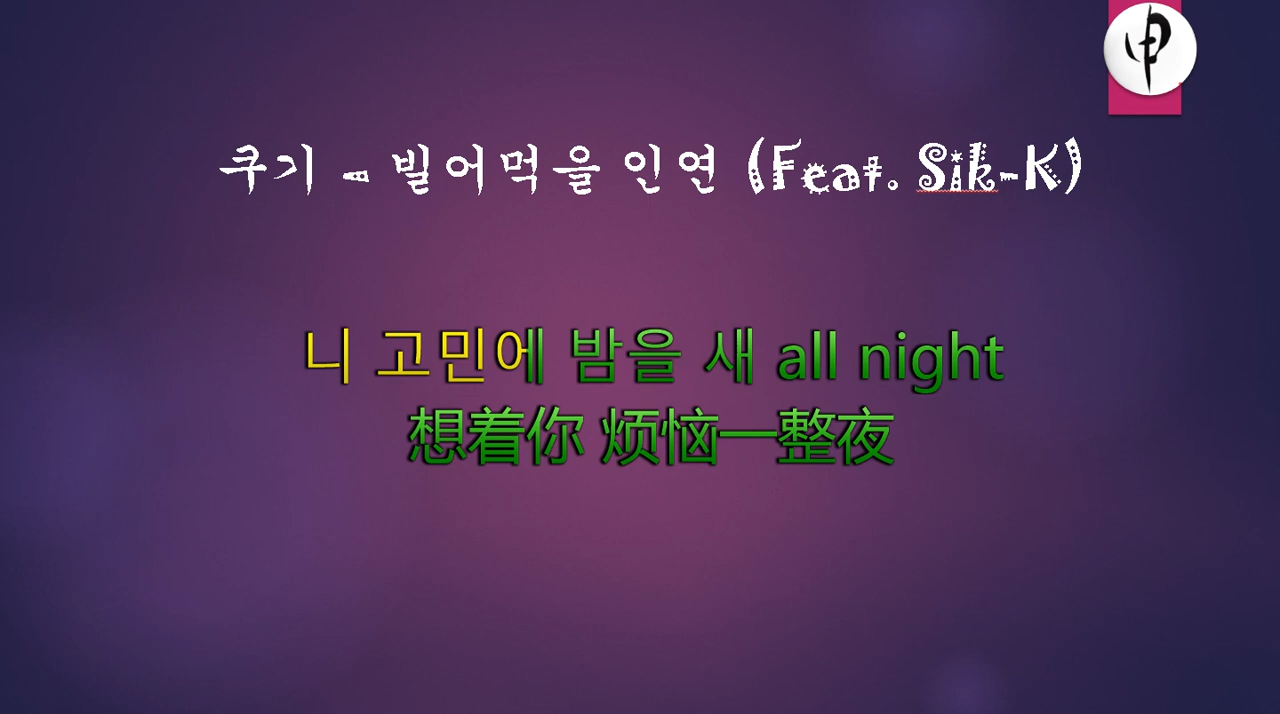 쿠기 - 빌어먹을 인연 (Feat. Sik-K)
니 고민에 밤을 새 all night
想着你 烦恼一整夜